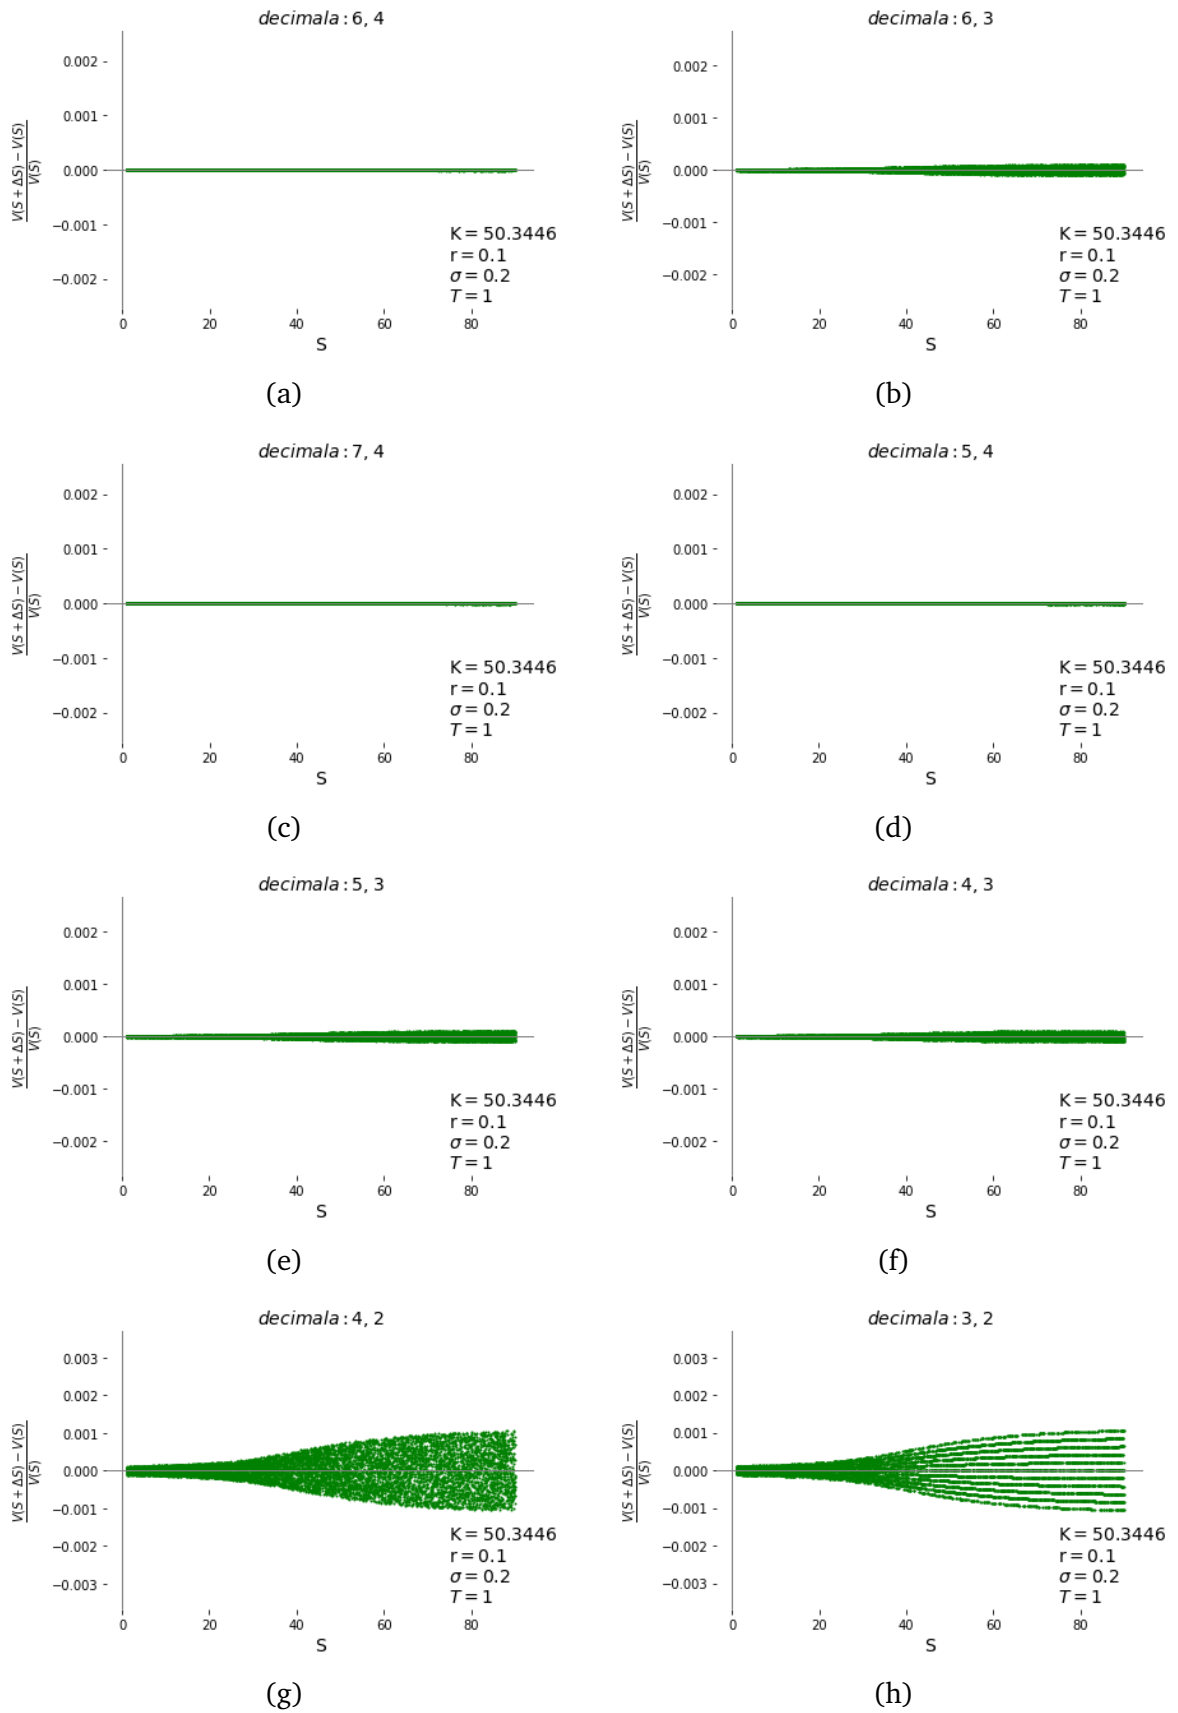 decimala : 6, 4
0.002
0.001
0.000
−0.001
−0.002
V(S + ΔS) − V(S)
V(S)
K = 50.3446
r = 0.1
σ = 0.2
T = 1
0 20 40 60 80
S
(a)
decimala : 6, 3
0.002
0.001
0.000
−0.001
−0.002
V(S + ΔS) − V(S)
V(S)
K = 50.3446
r = 0.1
σ = 0.2
T = 1
0 20 40 60 80
S
(b)
decimala : 7, 4
0.002
0.001
0.000
−0.001
−0.002
V(S + ΔS) − V(S)
V(S)
K = 50.3446
r = 0.1
σ = 0.2
T = 1
0 20 40 60 80
S
(c)
decimala : 5, 4
0.002
0.001
0.000
−0.001
−0.002
V(S + ΔS) − V(S)
V(S)
K = 50.3446
r = 0.1
σ = 0.2
T = 1
0 20 40 60 80
S
(d)
decimala : 5, 3
0.002
0.001
0.000
−0.001
−0.002
V(S + ΔS) − V(S)
V(S)
K = 50.3446
r = 0.1
σ = 0.2
T = 1
0 20 40 60 80
S
(e)
decimala : 4, 3
0.002
0.001
0.000
−0.001
−0.002
V(S + ΔS) − V(S)
V(S)
K = 50.3446
r = 0.1
σ = 0.2
T = 1
0 20 40 60 80
S
(f)
decimala : 4, 2
0.003
0.002
0.001
0.000
−0.001
−0.002
−0.003
V(S + ΔS) − V(S)
V(S)
K = 50.3446
r = 0.1
σ = 0.2
T = 1
0 20 40 60 80
S
(g)
decimala : 3, 2
0.003
0.002
0.001
0.000
−0.001
−0.002
−0.003
V(S + ΔS) − V(S)
V(S)
K = 50.3446
r = 0.1
σ = 0.2
T = 1
0 20 40 60 80
S
(h)